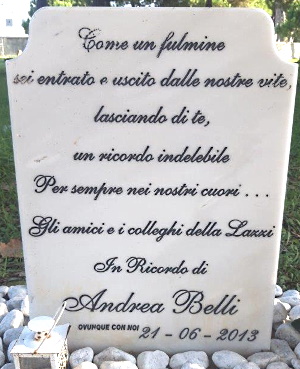 Come un fulmine
sei entrato e uscito dalle nostre vite,
lasciando di te,
un ricordo indelebile
Per sempre nei nostri cuori . . .
Gli amici e i colleghi della Lazzi
In Ricordo di
Andrea Belli
OVUNQUE CON NOI 21 - 06 - 2013